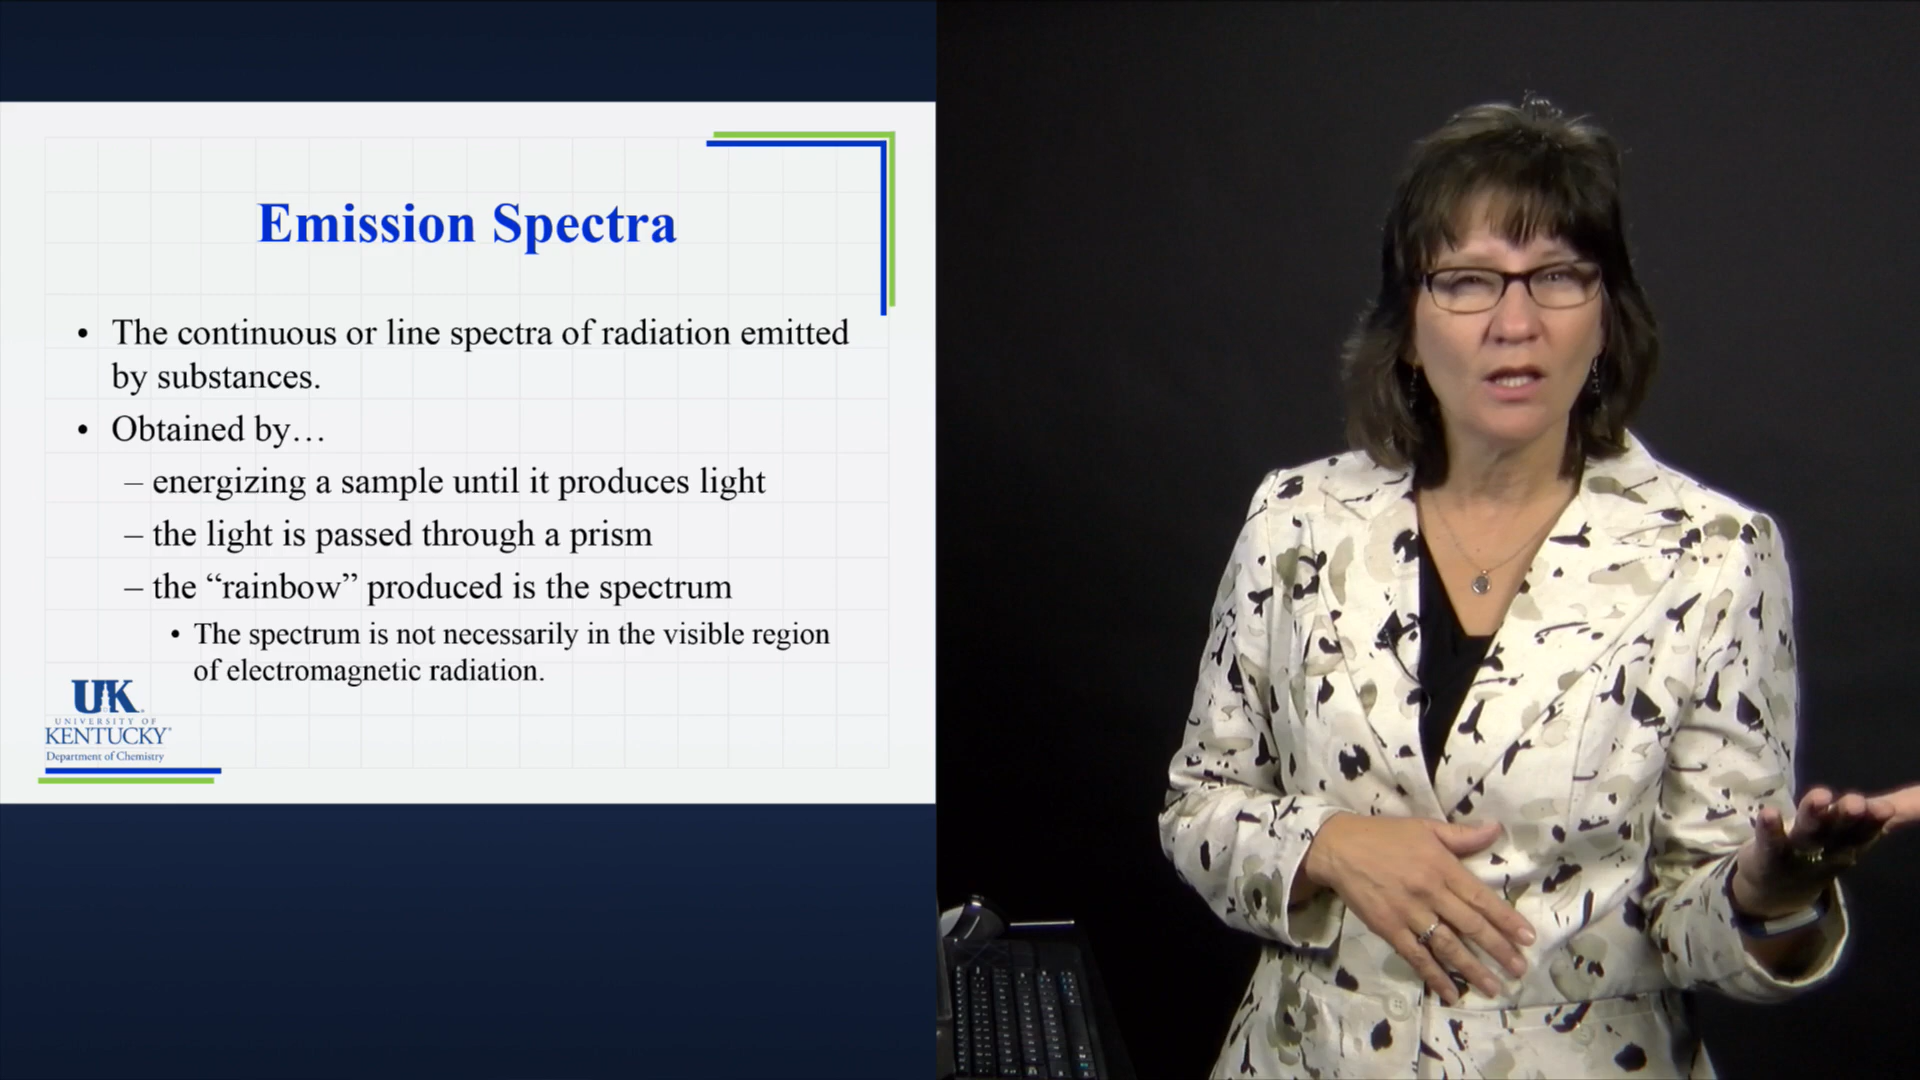 Emission Spectra
• The continuous or line spectra of radiation emitted
by substances.
• Obtained by…
– energizing a sample until it produces light
– the light is passed through a prism
– the “rainbow” produced is the spectrum
• The spectrum is not necessarily in the visible region
of electromagnetic radiation.
UK
UNIVERSITY OF
KENTUCKY
Department of Chemistry